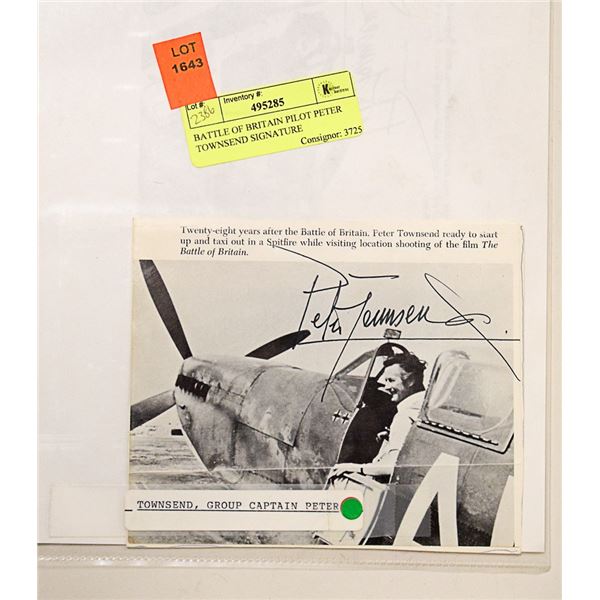 LOT
1643
Lot #: Inventory #:
2386 495285
BATTLE OF BRITAIN PILOT PETER
TOWNSEND SIGNATURE
Consignor: 3725
Twenty-eight years after the Battle of Britain. Peter Townsend ready to start
up and taxi out in a Spitfire while visiting location shooting of the film The
Battle of Britain.
Peter Townsend
TOWNSEND, GROUP CAPTAIN PETER